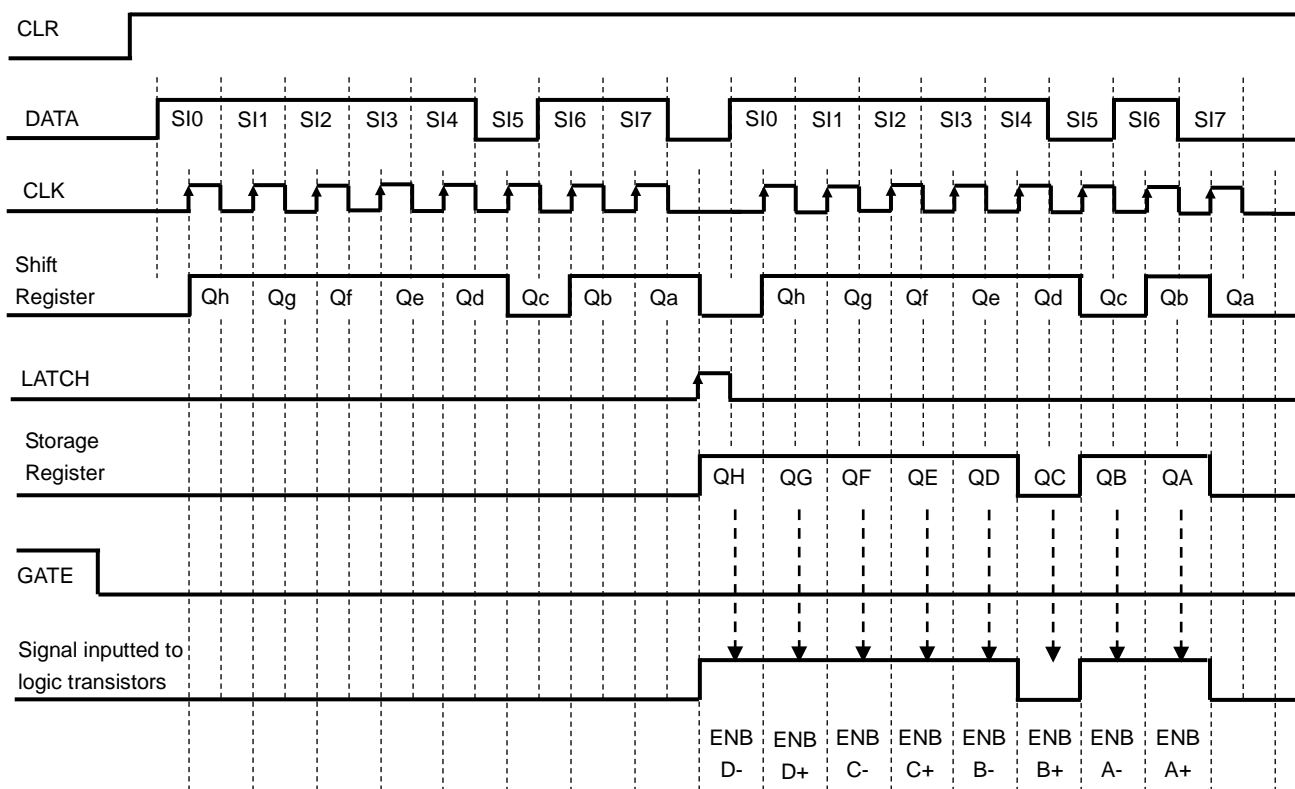 CLR
DATA
SI0 SI1 SI2 SI3 SI4 SI5 SI6 SI7 SI0 SI1 SI2 SI3 SI4 SI5 SI6 SI7
CLK
Shift
Register
Qh Qg Qf Qe Qd Qc Qb Qa Qh Qg Qf Qe Qd Qc Qb Qa
LATCH
Storage
Register
QH QG QF QE QD QC QB QA
GATE
Signal inputted to
logic transistors
ENB ENB ENB ENB ENB ENB ENB ENB
D- D+ C- C+ B- B+ A- A+